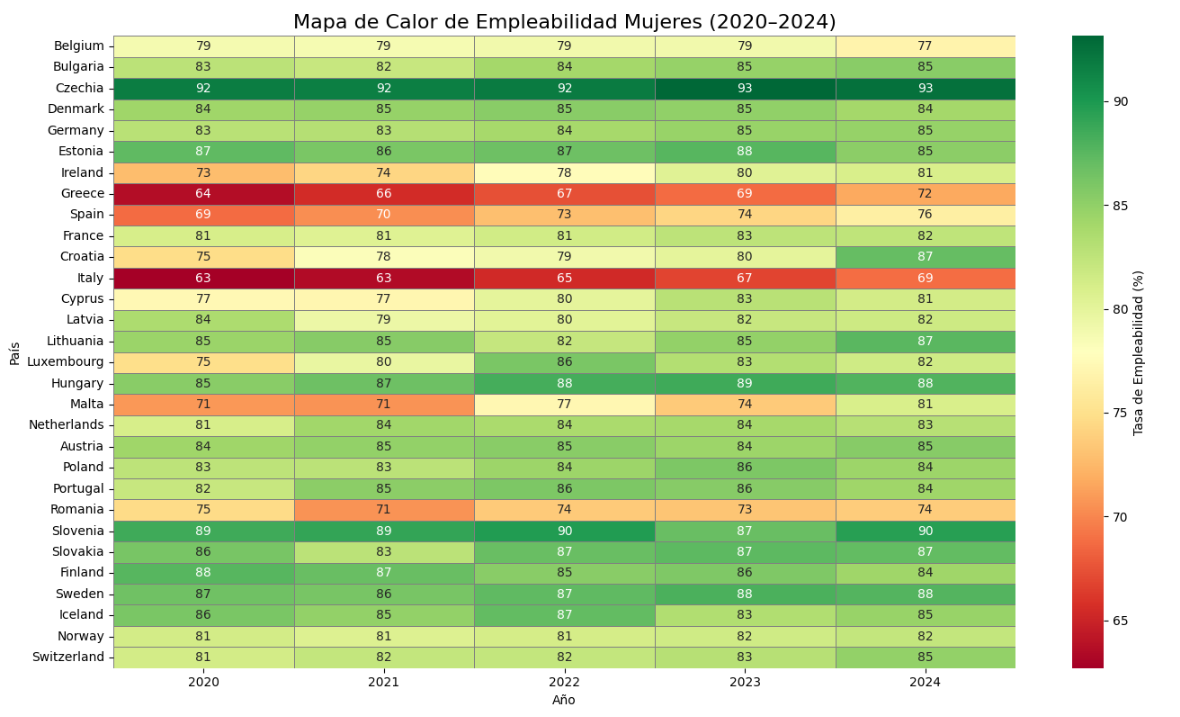 Mapa de Calor de Empleabilidad Mujeres (2020–2024)
Belgium 79 79 79 79 77
Bulgaria 83 82 84 85 85
Czechia 92 92 92 93 93
Denmark 84 85 85 85 84
Germany 83 83 84 85 85
Estonia 87 86 87 88 85
Ireland 73 74 78 80 81
Greece 64 66 67 69 72
Spain 69 70 73 74 76
France 81 81 81 83 82
Croatia 75 78 79 80 87
Italy 63 63 65 67 69
Cyprus 77 77 80 83 81
Latvia 84 79 80 82 82
Lithuania 85 85 82 85 87
Luxembourg 75 80 86 83 82
Hungary 85 87 88 89 88
Malta 71 71 77 74 81
Netherlands 81 84 84 84 83
Austria 84 85 85 84 85
Poland 83 83 84 86 84
Portugal 82 85 86 86 84
Romania 75 71 74 73 74
Slovenia 89 89 90 87 90
Slovakia 86 83 87 87 87
Finland 88 87 85 86 84
Sweden 87 86 87 88 88
Iceland 86 85 87 83 85
Norway 81 81 81 82 82
Switzerland 81 82 82 83 85
2020 2021 2022 2023 2024
Año
País
90
85
80
75
70
65
Tasa de Empleabilidad (%)